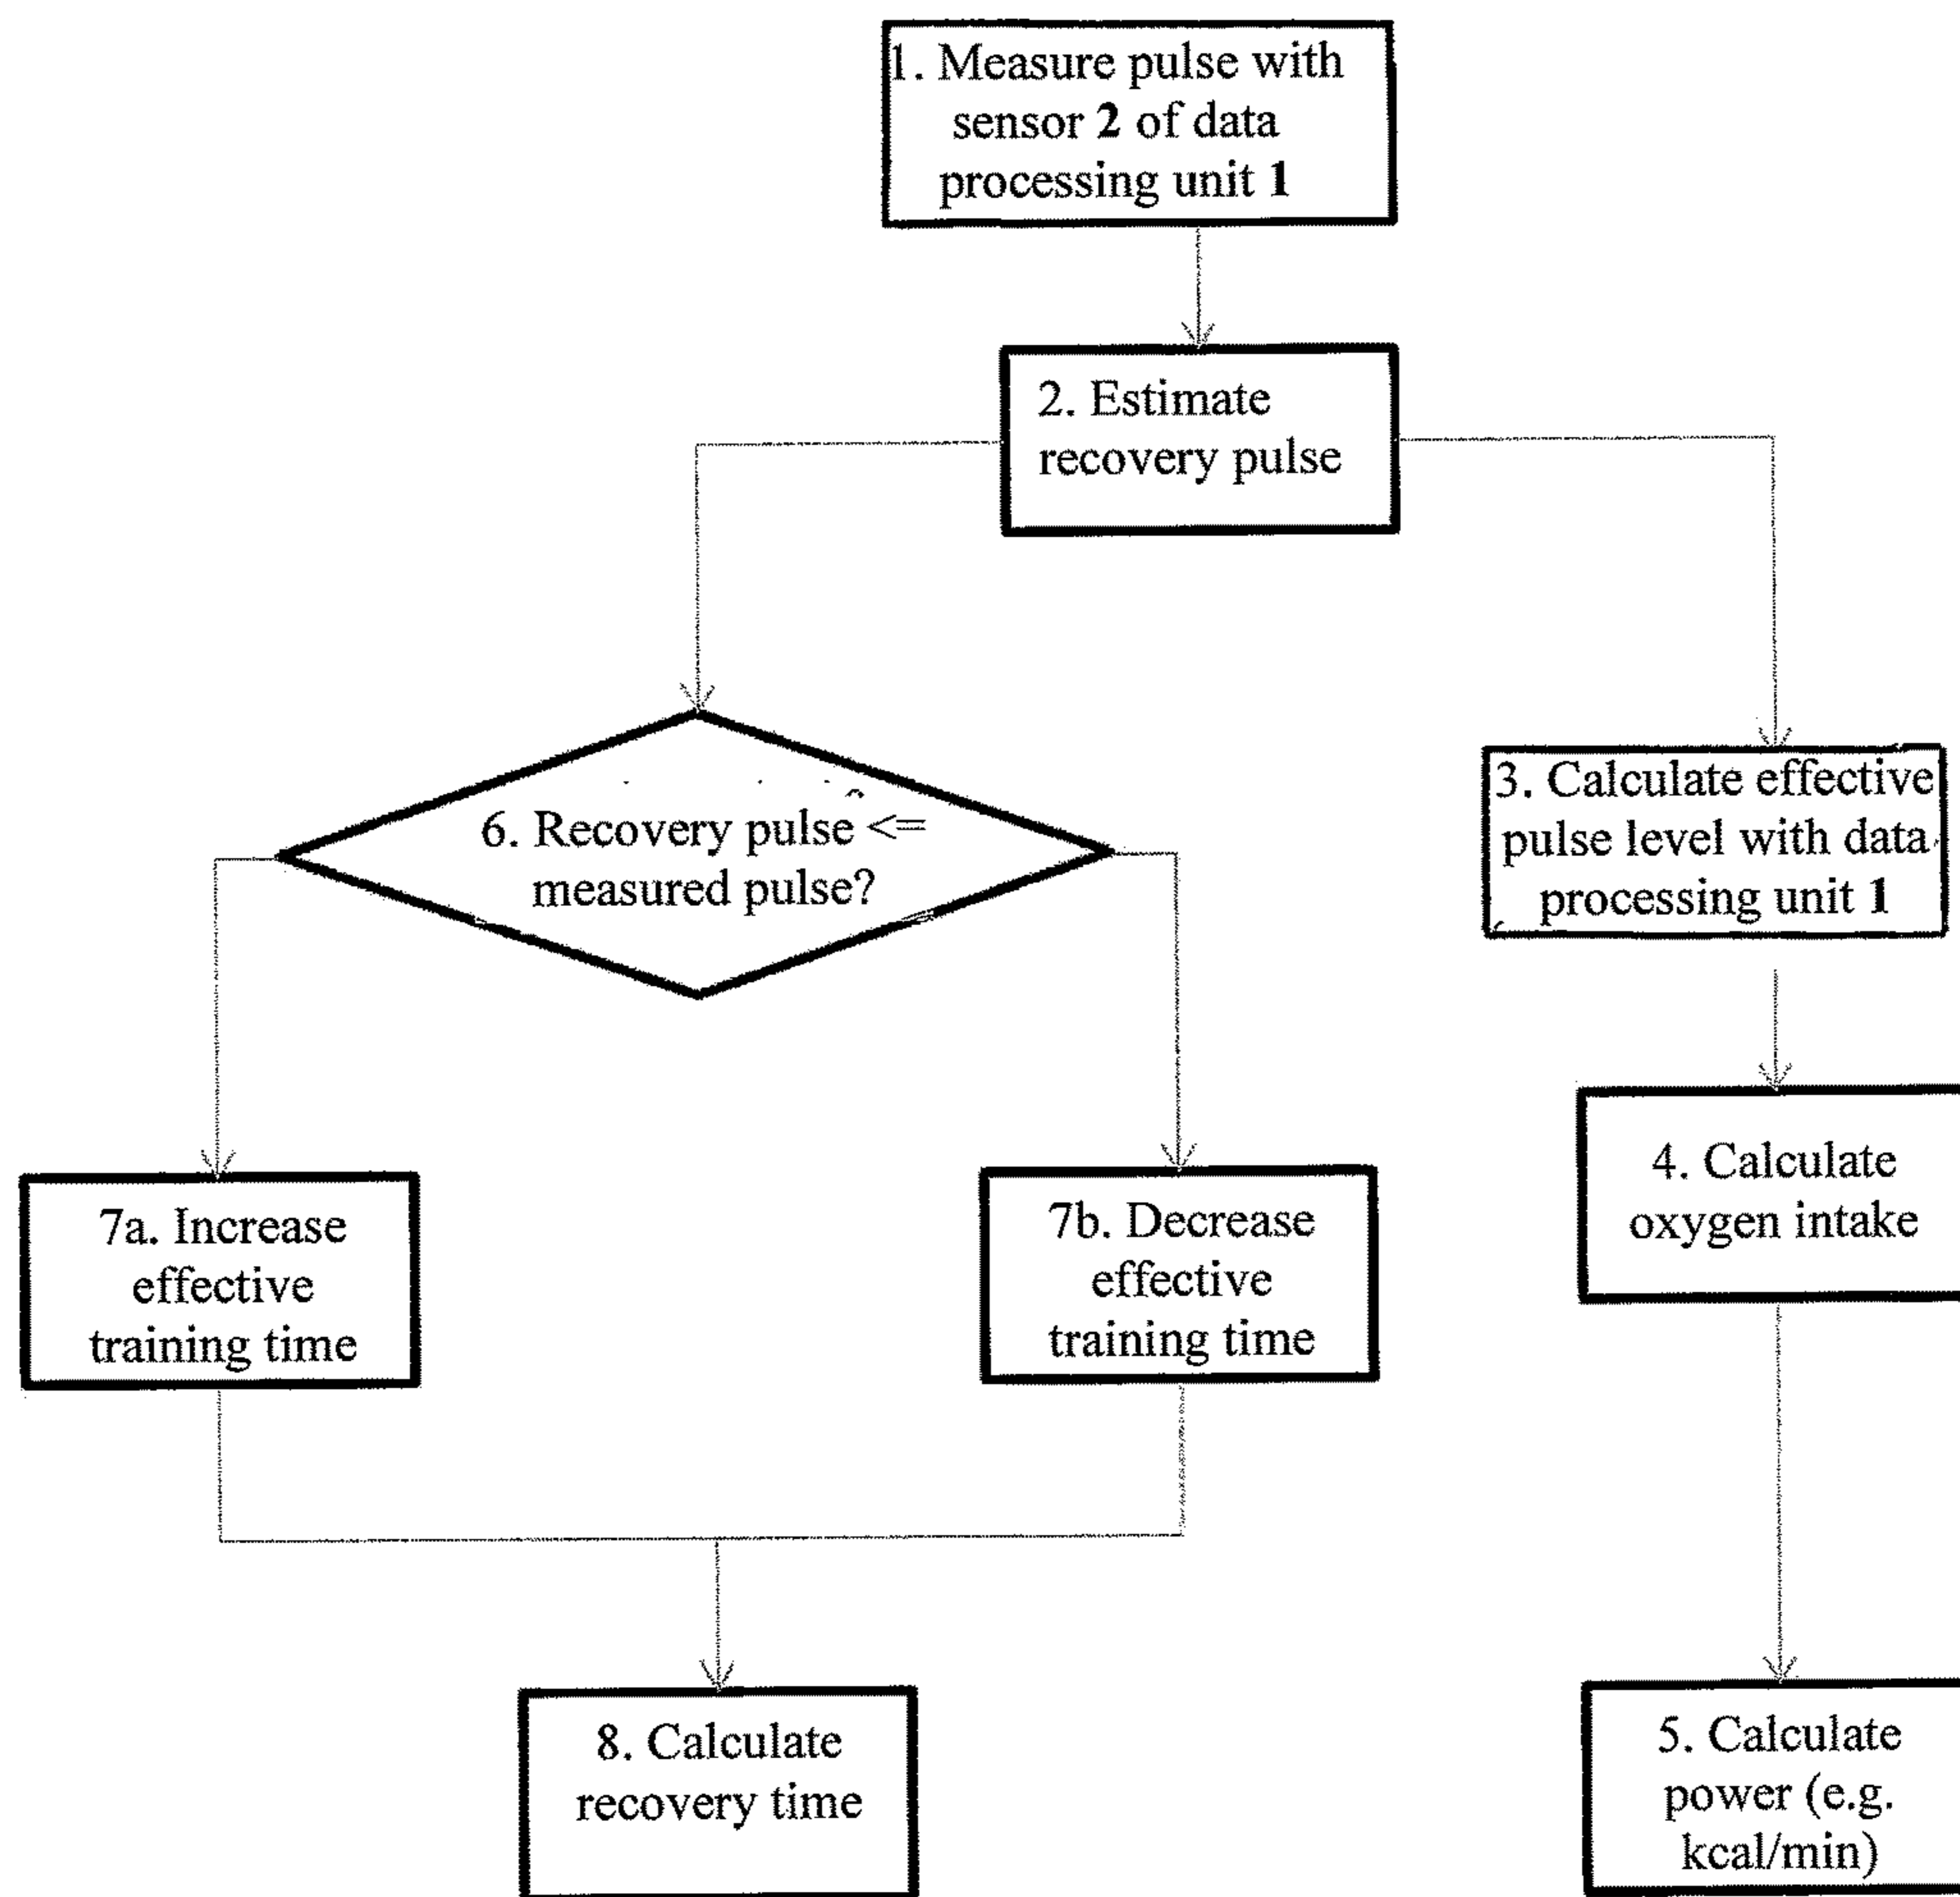 1. Measure pulse with
sensor 2 of data
processing unit 1
2. Estimate
recovery pulse
6. Recovery pulse <=
measured pulse?
3. Calculate effective
pulse level with data
processing unit 1
4. Calculate
oxygen intake
7a. Increase
effective
training time
7b. Decrease
effective
training time
8. Calculate
recovery time
5. Calculate
power (e.g.
kcal/min)